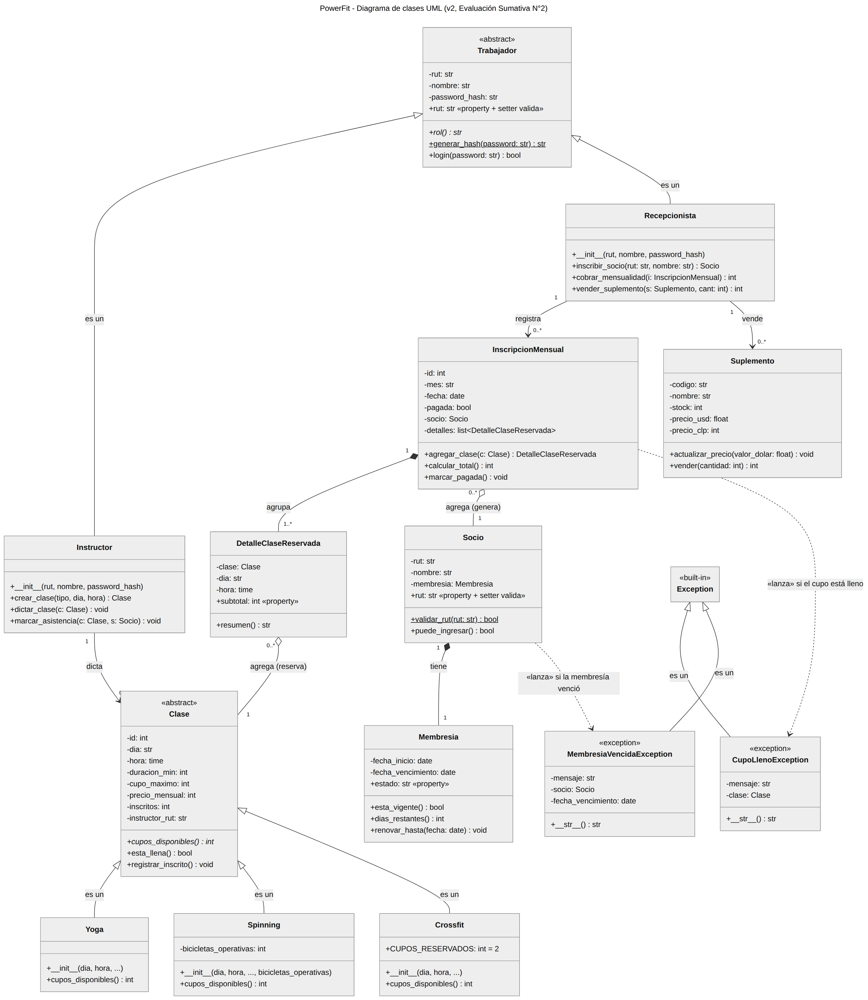 PowerFit - Diagrama de clases UML (v2, Evaluación Sumativa N°2)
«abstract»
Trabajador
-rut: str
-nombre: str
-password_hash: str
+rut: str «property + setter valida»
+rol() : str
+generar_hash(password: str) : str
+login(password: str) : bool
es un
es un
Recepcionista
+__init__(rut, nombre, password_hash)
+inscribir_socio(rut: str, nombre: str) : Socio
+cobrar_mensualidad(i: InscripcionMensual) : int
+vender_suplemento(s: Suplemento, cant: int) : int
1
registra
0..*
1
vende
0..*
InscripcionMensual
-id: int
-mes: str
-fecha: date
-pagada: bool
-socio: Socio
-detalles: list<DetalleClaseReservada>
+agregar_clase(c: Clase) : DetalleClaseReservada
+calcular_total() : int
+marcar_pagada() : void
Suplemento
-codigo: str
-nombre: str
-stock: int
-precio_usd: float
-precio_clp: int
+actualizar_precio(valor_dolar: float) : void
+vender(cantidad: int) : int
1
agrupa
1..*
0..*
agrega (genera)
1
Instructor
+__init__(rut, nombre, password_hash)
+crear_clase(tipo, dia, hora) : Clase
+dictar_clase(c: Clase) : void
+marcar_asistencia(c: Clase, s: Socio) : void
DetalleClaseReservada
-clase: Clase
-dia: str
-hora: time
+subtotal: int «property»
+resumen() : str
Socio
-rut: str
-nombre: str
-membresia: Membresia
+rut: str «property + setter valida»
+validar_rut(rut: str) : bool
+puede_ingresar() : bool
«built-in»
Exception
«lanza» si el cupo está lleno
1
dicta
0..*
agrega (reserva)
1
1
tiene
1
«lanza» si la membresía
venció
es un
es un
«abstract»
Clase
-id: int
-dia: str
-hora: time
-duracion_min: int
-cupo_maximo: int
-precio_mensual: int
-inscritos: int
-instructor_rut: str
+cupos_disponibles() : int
+esta_llena() : bool
+registrar_inscrito() : void
Membresia
-fecha_inicio: date
-fecha_vencimiento: date
+estado: str «property»
+esta_vigente() : bool
+dias_restantes() : int
+renovar_hasta(fecha: date) : void
«exception»
MembresiaVencidaException
-mensaje: str
-socio: Socio
-fecha_vencimiento: date
+__str__() : str
«exception»
CupoLlenoException
-mensaje: str
-clase: Clase
+__str__() : str
es un
es un
es un
Yoga
+__init__(dia, hora, ...)
+cupos_disponibles() : int
Spinning
-bicicletas_operativas: int
+__init__(dia, hora, ..., bicicletas_operativas)
+cupos_disponibles() : int
Crossfit
+CUPOS_RESERVADOS: int = 2
+__init__(dia, hora, ...)
+cupos_disponibles() : int